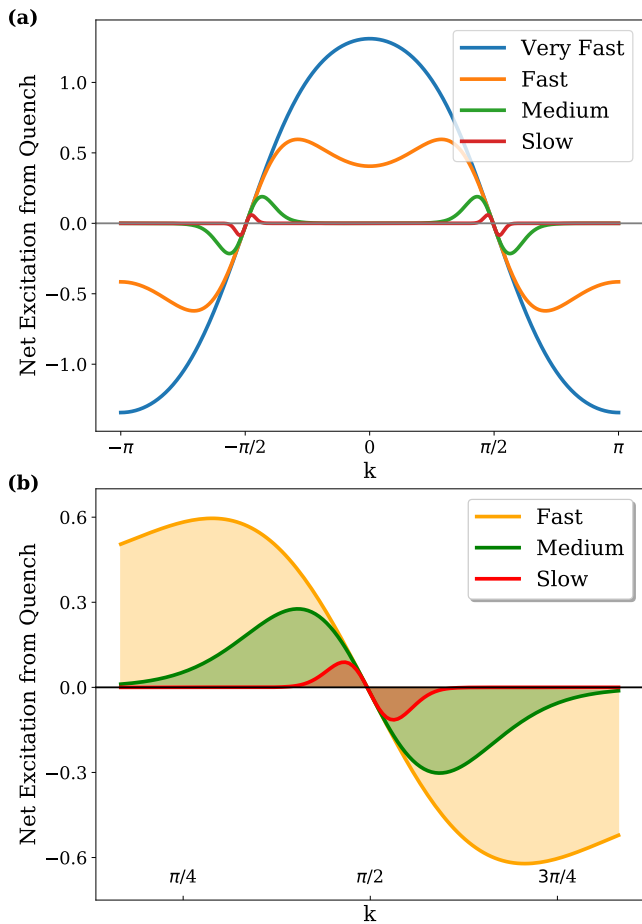 (a)
Net Excitation from Quench
1.0
0.5
0.0
−0.5
−1.0
Very Fast
Fast
Medium
Slow
−π
−π/2
0
π/2
π
k
(b)
Net Excitation from Quench
0.6
0.3
0.0
−0.3
−0.6
Fast
Medium
Slow
π/4
π/2
3π/4
k